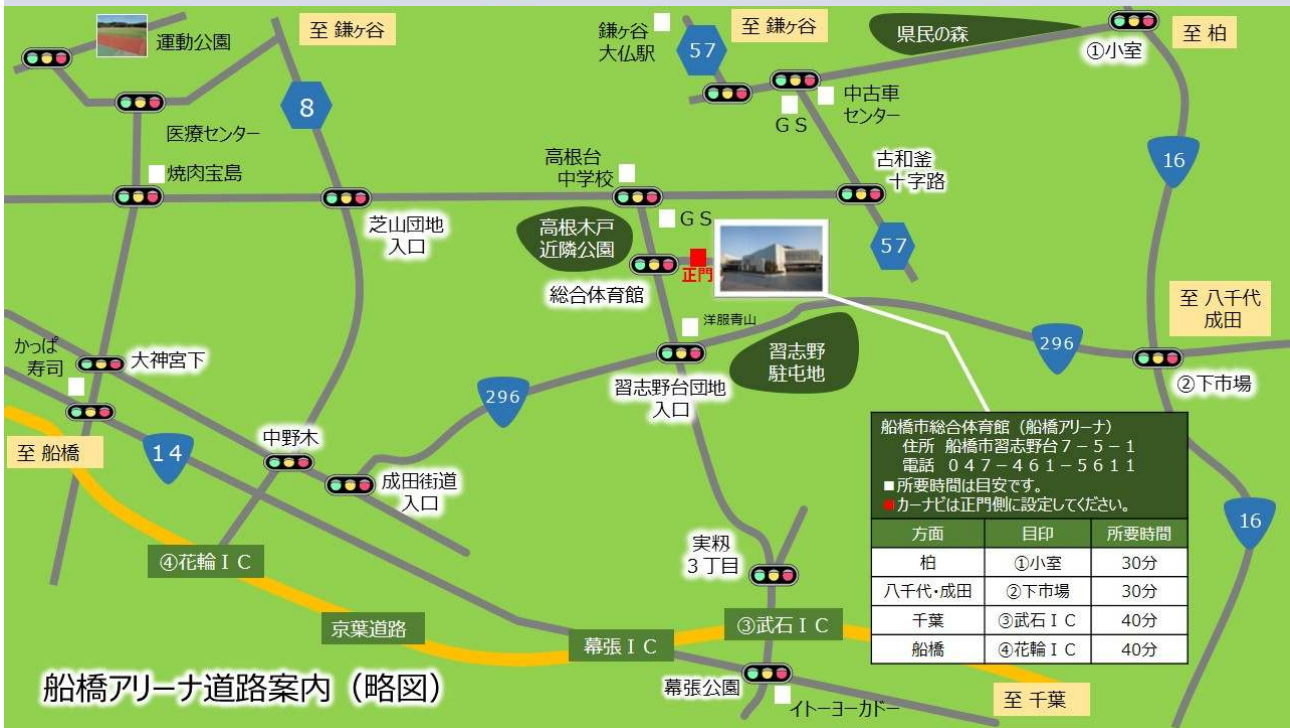 運動公園
至 鎌ヶ谷
鎌ヶ谷
大仏駅
57
至 鎌ヶ谷
県民の森
①小室
至 柏
8
医療センター
GS
中古車
センター
焼肉宝島
高根台
中学校
古和釜
十字路
16
芝山団地
入口
高根木戸
近隣公園
GS
57
正門
総合体育館
洋服青山
至 八千代
成田
かっぱ
寿司
大神宮下
296
習志野台団地
入口
習志野
駐屯地
296
②下市場
至 船橋
14
中野木
成田街道
入口
船橋市総合体育館（船橋アリーナ）
住所 船橋市習志野台７－５－１
電話 ０４７－４６１－５６１１
■所要時間は目安です。
■カーナビは正門側に設定してください。
方面 目印 所要時間
柏 ①小室 30分
八千代・成田 ②下市場 30分
千葉 ③武石ＩＣ 40分
船橋 ④花輪ＩＣ 40分
16
④花輪ＩＣ
実籾
３丁目
京葉道路
幕張ＩＣ
③武石ＩＣ
船橋アリーナ道路案内（略図）
幕張公園
イトーヨーカドー
至 千葉